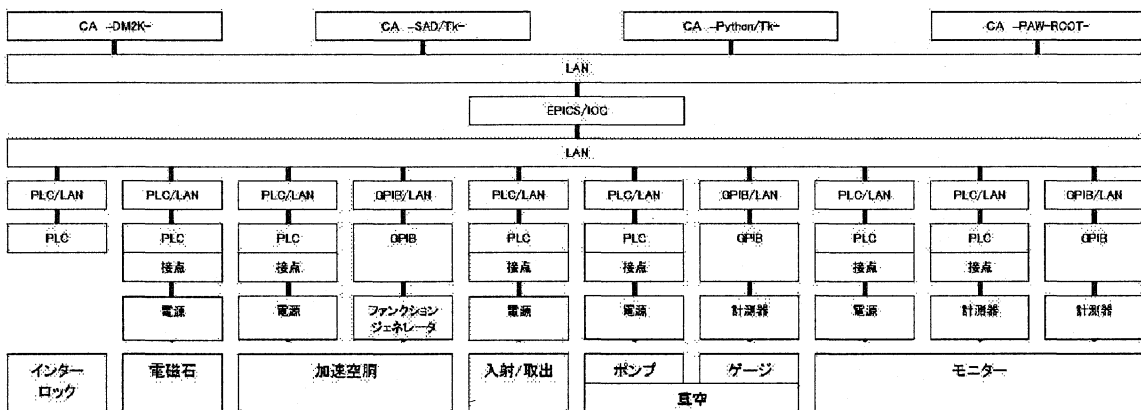 CA -DM2K- CA -SAD/Tk- CA -Python/Tk- CA -PAW-ROOT-
LAN
EPICS/IOC
LAN
PLC/LAN PLC/LAN PLC/LAN GPIB/LAN PLC/LAN PLC/LAN GPIB/LAN PLC/LAN PLC/LAN GPIB/LAN
PLC PLC PLC GPIB PLC PLC GPIB PLC PLC GPIB
接点 接点 接点 接点 接点 接点
電源 電源 ファンクション 電源 電源 計測器 電源 計測器 計測器
ジェネレータ
インター 電磁石 加速空胴 入射/取出 ポンプ ゲージ モニター
ロック
真空